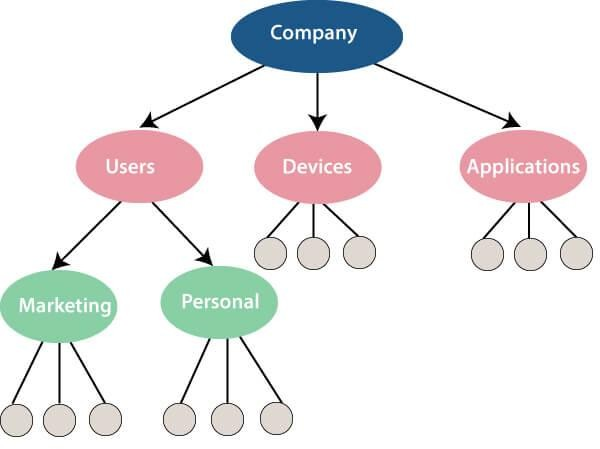 Company
Users
Devices
Applications
Marketing
Personal